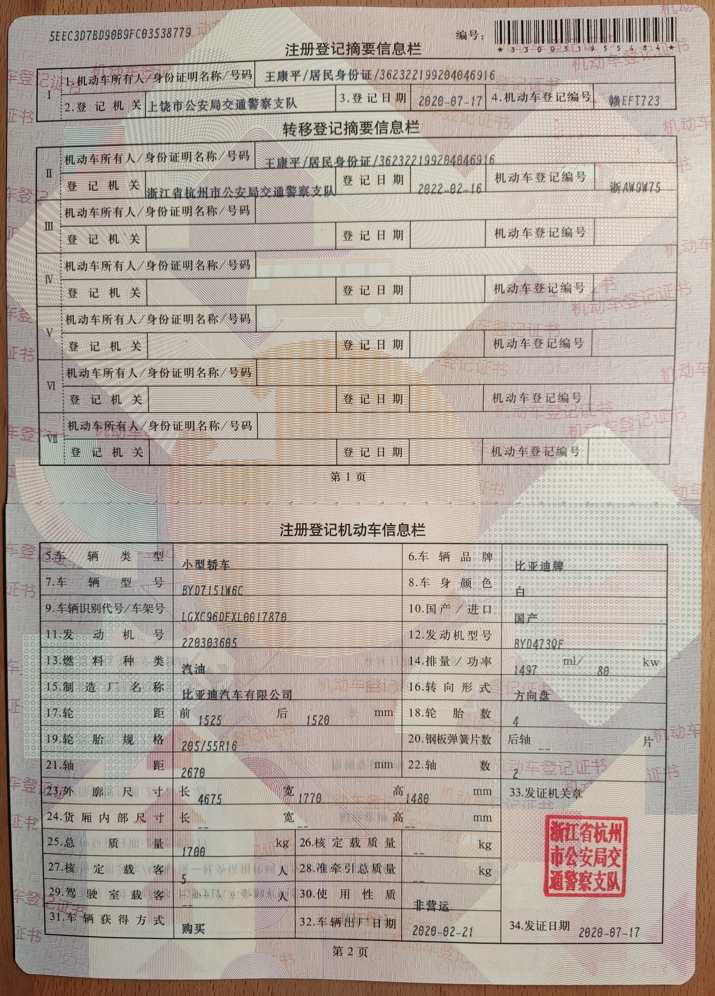 5EEC3D7BD90B9FC03538779
编号:
*330031955484*
注册登记摘要信息栏
I
1.机动车所有人/身份证明名称/号码 王康平/居民身份证/362322199204046916
2.登记机关 上饶市公安局交通警察支队 3.登记日期 2020-07-17 4.机动车登记编号 赣EFT723
转移登记摘要信息栏
II
机动车所有人/身份证明名称/号码 王康平/居民身份证/362322199204046916
登记机关 浙江省杭州市公安局交通警察支队 登记日期 2022-02-16 机动车登记编号 浙AW9W75
III
机动车所有人/身份证明名称/号码
登记机关 登记日期 机动车登记编号
IV
机动车所有人/身份证明名称/号码
登记机关 登记日期 机动车登记编号
V
机动车所有人/身份证明名称/号码
登记机关 登记日期 机动车登记编号
VI
机动车所有人/身份证明名称/号码
登记机关 登记日期 机动车登记编号
VII
机动车所有人/身份证明名称/号码
登记机关 登记日期 机动车登记编号
第1页
注册登记机动车信息栏
5.车辆类型 小型轿车 6.车辆品牌 比亚迪牌
7.车辆型号 BYD7151W6C 8.车身颜色 白
9.车辆识别代号/车架号 LGXC96DFXL0017870 10.国产/进口 国产
11.发动机号 220303605 12.发动机型号 BYD473QF
13.燃料种类 汽油 14.排量/功率 1497 ml/ 80 kw
15.制造厂名称 比亚迪汽车有限公司 16.转向形式 方向盘
17.轮距 前 1525 后 1520 mm 18.轮胎数 4
19.轮胎规格 205/55R16 20.钢板弹簧片数 后轴 -- 片
21.轴距 2670 mm 22.轴数 2
23.外廓尺寸 长 4675 宽 1770 高 1480 mm 33.发证机关章
24.货厢内部尺寸 长 -- 宽 -- 高 -- mm
25.总质量 1700 kg 26.核定载质量 -- kg
27.核定载客 5 人 28.准牵引总质量 -- kg
29.驾驶室载客 -- 人 30.使用性质 非营运
31.车辆获得方式 购买 32.车辆出厂日期 2020-02-21 34.发证日期 2020-07-17
浙江省杭州
市公安局交
通警察支队
第2页